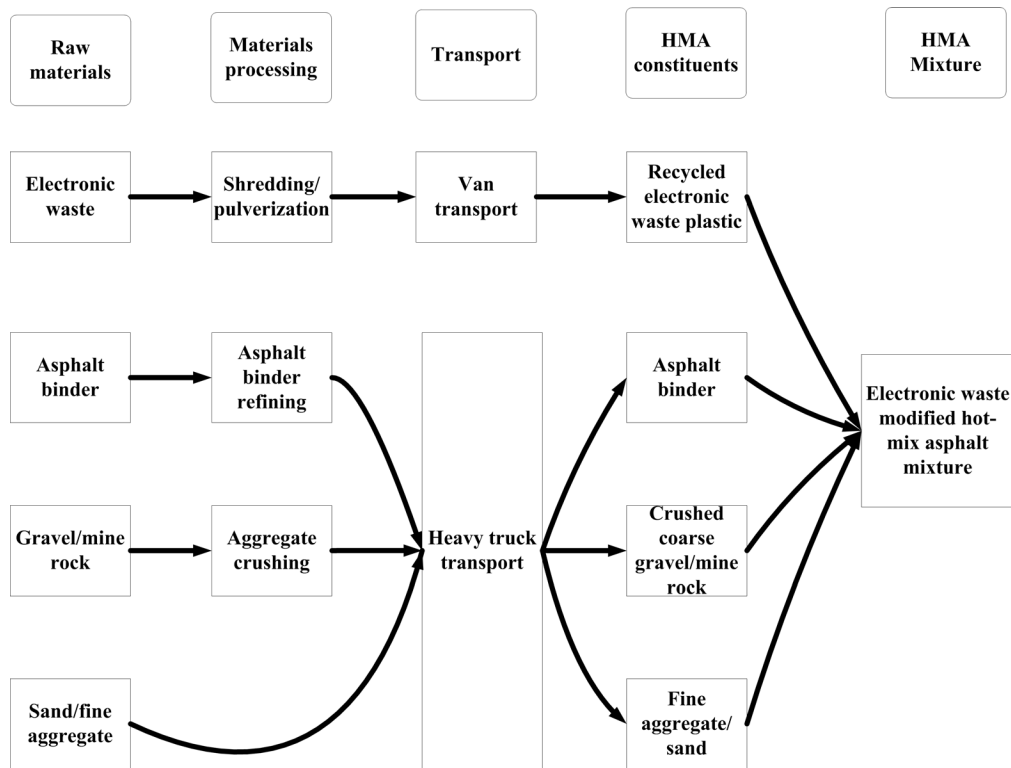 Raw
materials
Materials
processing
Transport
HMA
constituents
HMA
Mixture
Electronic
waste
Shredding/
pulverization
Van
transport
Recycled
electronic
waste plastic
Asphalt
binder
Asphalt
binder
refining
Asphalt
binder
Electronic waste
modified hot-
mix asphalt
mixture
Gravel/mine
rock
Aggregate
crushing
Heavy truck
transport
Crushed
coarse
gravel/mine
rock
Sand/fine
aggregate
Fine
aggregate/
sand